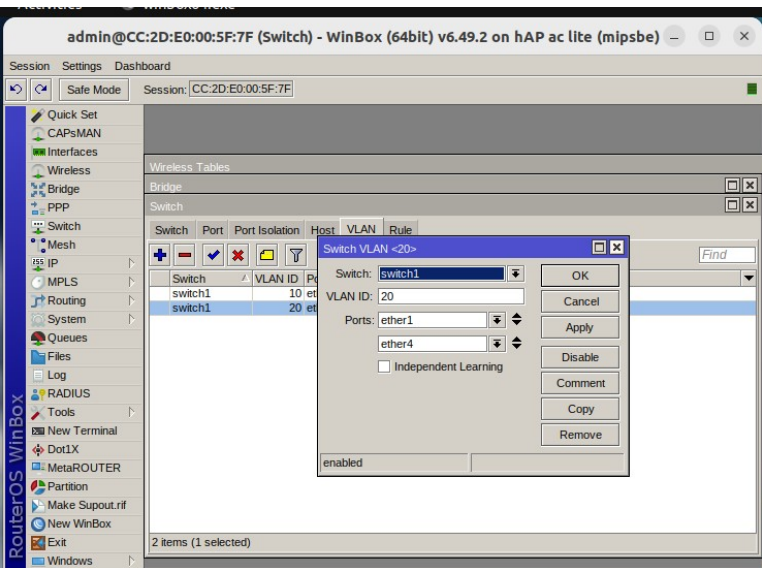 admin@CC:2D:E0:00:5F:7F (Switch) - WinBox (64bit) v6.49.2 on hAP ac lite (mipsbe)
Session Settings Dashboard
Safe Mode Session: CC:2D:E0:00:5F:7F
Quick Set
CAPsMAN
Interfaces
Wireless
Bridge
PPP
Switch
Mesh
IP
MPLS
Routing
System
Queues
Files
Log
RADIUS
Tools
New Terminal
Dot1X
MetaROUTER
Partition
Make Supout.rif
New WinBox
Exit
Windows
RouterOS WinBox
Wireless Tables
Bridge
Switch
Switch Port Port Isolation Host VLAN Rule
Find
Switch VLAN ID
switch1 10
switch1 20
2 items (1 selected)
Switch VLAN <20>
Switch: switch1
VLAN ID: 20
Ports: ether1
ether4
Independent Learning
OK
Cancel
Apply
Disable
Comment
Copy
Remove
enabled